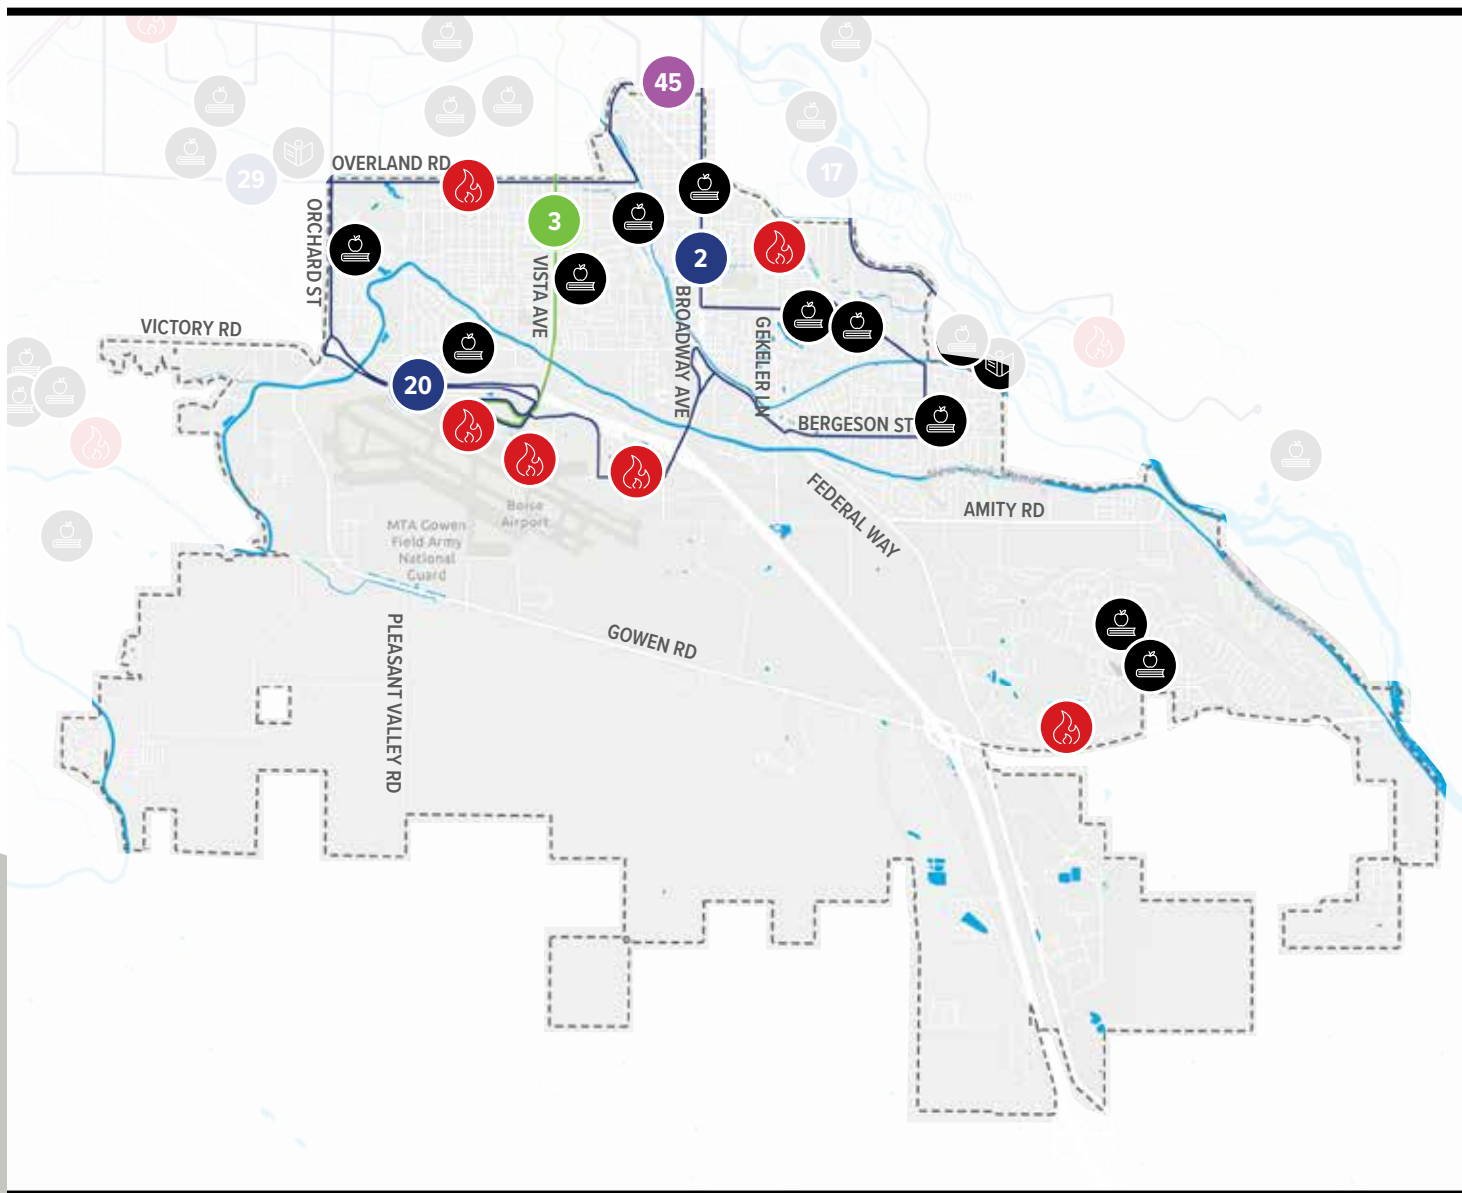 45
29
17
OVERLAND RD
3
2
ORCHARD ST
VISTA AVE
BROADWAY AVE
GEKELER LN
VICTORY RD
20
BERGESON ST
FEDERAL WAY
AMITY RD
Boise
Airport
MTA Gowen
Field Army
National
Guard
PLEASANT VALLEY RD
GOWEN RD